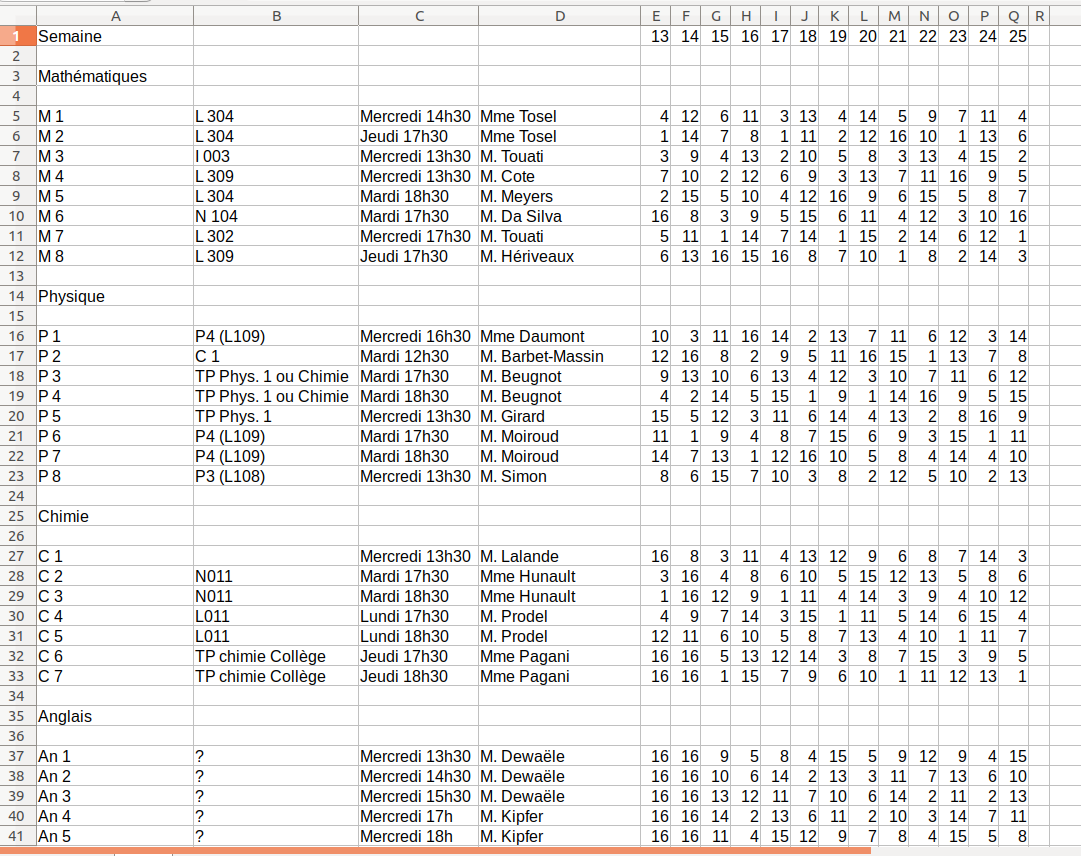 A B C D E F G H I J K L M N O P Q R
1 Semaine 13 14 15 16 17 18 19 20 21 22 23 24 25
2
3 Mathématiques
4
5 M 1 L 304 Mercredi 14h30 Mme Tosel 4 12 6 11 3 13 4 14 5 9 7 11 4
6 M 2 L 304 Jeudi 17h30 Mme Tosel 1 14 7 8 1 11 2 12 16 10 1 13 6
7 M 3 I 003 Mercredi 13h30 M. Touati 3 9 4 13 2 10 5 8 3 13 4 15 2
8 M 4 L 309 Mercredi 13h30 M. Cote 7 10 2 12 6 9 3 13 7 11 16 9 5
9 M 5 L 304 Mardi 18h30 M. Meyers 2 15 5 10 4 12 16 9 6 15 5 8 7
10 M 6 N 104 Mardi 17h30 M. Da Silva 16 8 3 9 5 15 6 11 4 12 3 10 16
11 M 7 L 302 Mercredi 17h30 M. Touati 5 11 1 14 7 14 1 15 2 14 6 12 1
12 M 8 L 309 Jeudi 17h30 M. Hériveaux 6 13 16 15 16 8 7 10 1 8 2 14 3
13
14 Physique
15
16 P 1 P4 (L109) Mercredi 16h30 Mme Daumont 10 3 11 16 14 2 13 7 11 6 12 3 14
17 P 2 C 1 Mardi 12h30 M. Barbet-Massin 12 16 8 2 9 5 11 16 15 1 13 7 8
18 P 3 TP Phys. 1 ou Chimie Mardi 17h30 M. Beugnot 9 13 10 6 13 4 12 3 10 7 11 6 12
19 P 4 TP Phys. 1 ou Chimie Mardi 18h30 M. Beugnot 4 2 14 5 15 1 9 1 14 16 9 5 15
20 P 5 TP Phys. 1 Mercredi 13h30 M. Girard 15 5 12 3 11 6 14 4 13 2 8 16 9
21 P 6 P4 (L109) Mardi 17h30 M. Moiroud 11 1 9 4 8 7 15 6 9 3 15 1 11
22 P 7 P4 (L109) Mardi 18h30 M. Moiroud 14 7 13 1 12 16 10 5 8 4 14 4 10
23 P 8 P3 (L108) Mercredi 13h30 M. Simon 8 6 15 7 10 3 8 2 12 5 10 2 13
24
25 Chimie
26
27 C 1 Mercredi 13h30 M. Lalande 16 8 3 11 4 13 12 9 6 8 7 14 3
28 C 2 N011 Mardi 17h30 Mme Hunault 3 16 4 8 6 10 5 15 12 13 5 8 6
29 C 3 N011 Mardi 18h30 Mme Hunault 1 16 12 9 1 11 4 14 3 9 4 10 12
30 C 4 L011 Lundi 17h30 M. Prodel 4 9 7 14 3 15 1 11 5 14 6 15 4
31 C 5 L011 Lundi 18h30 M. Prodel 12 11 6 10 5 8 7 13 4 10 1 11 7
32 C 6 TP chimie Collège Jeudi 17h30 Mme Pagani 16 16 5 13 12 14 3 8 7 15 3 9 5
33 C 7 TP chimie Collège Jeudi 18h30 Mme Pagani 16 16 1 15 7 9 6 10 1 11 12 13 1
34
35 Anglais
36
37 An 1 ? Mercredi 13h30 M. Dewaële 16 16 9 5 8 4 15 5 9 12 9 4 15
38 An 2 ? Mercredi 14h30 M. Dewaële 16 16 10 6 14 2 13 3 11 7 13 6 10
39 An 3 ? Mercredi 15h30 M. Dewaële 16 16 13 12 11 7 10 6 14 2 11 2 13
40 An 4 ? Mercredi 17h M. Kipfer 16 16 14 2 13 6 11 2 10 3 14 7 11
41 An 5 ? Mercredi 18h M. Kipfer 16 16 11 4 15 12 9 7 8 4 15 5 8